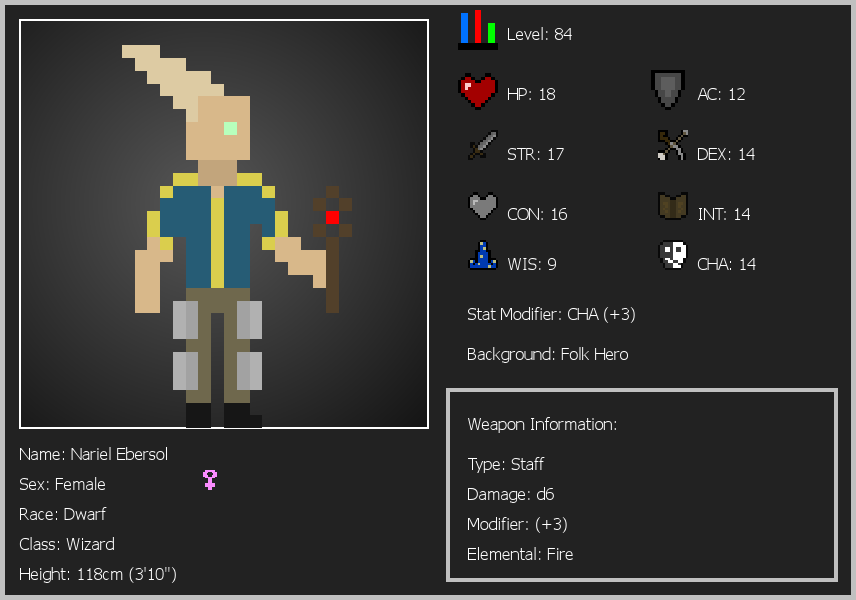 Level: 84
HP: 18
AC: 12
STR: 17
DEX: 14
CON: 16
INT: 14
WIS: 9
CHA: 14
Stat Modifier: CHA (+3)
Background: Folk Hero
Weapon Information:
Type: Staff
Damage: d6
Modifier: (+3)
Elemental: Fire
Name: Nariel Ebersol
Sex: Female
Race: Dwarf
Class: Wizard
Height: 118cm (3'10")